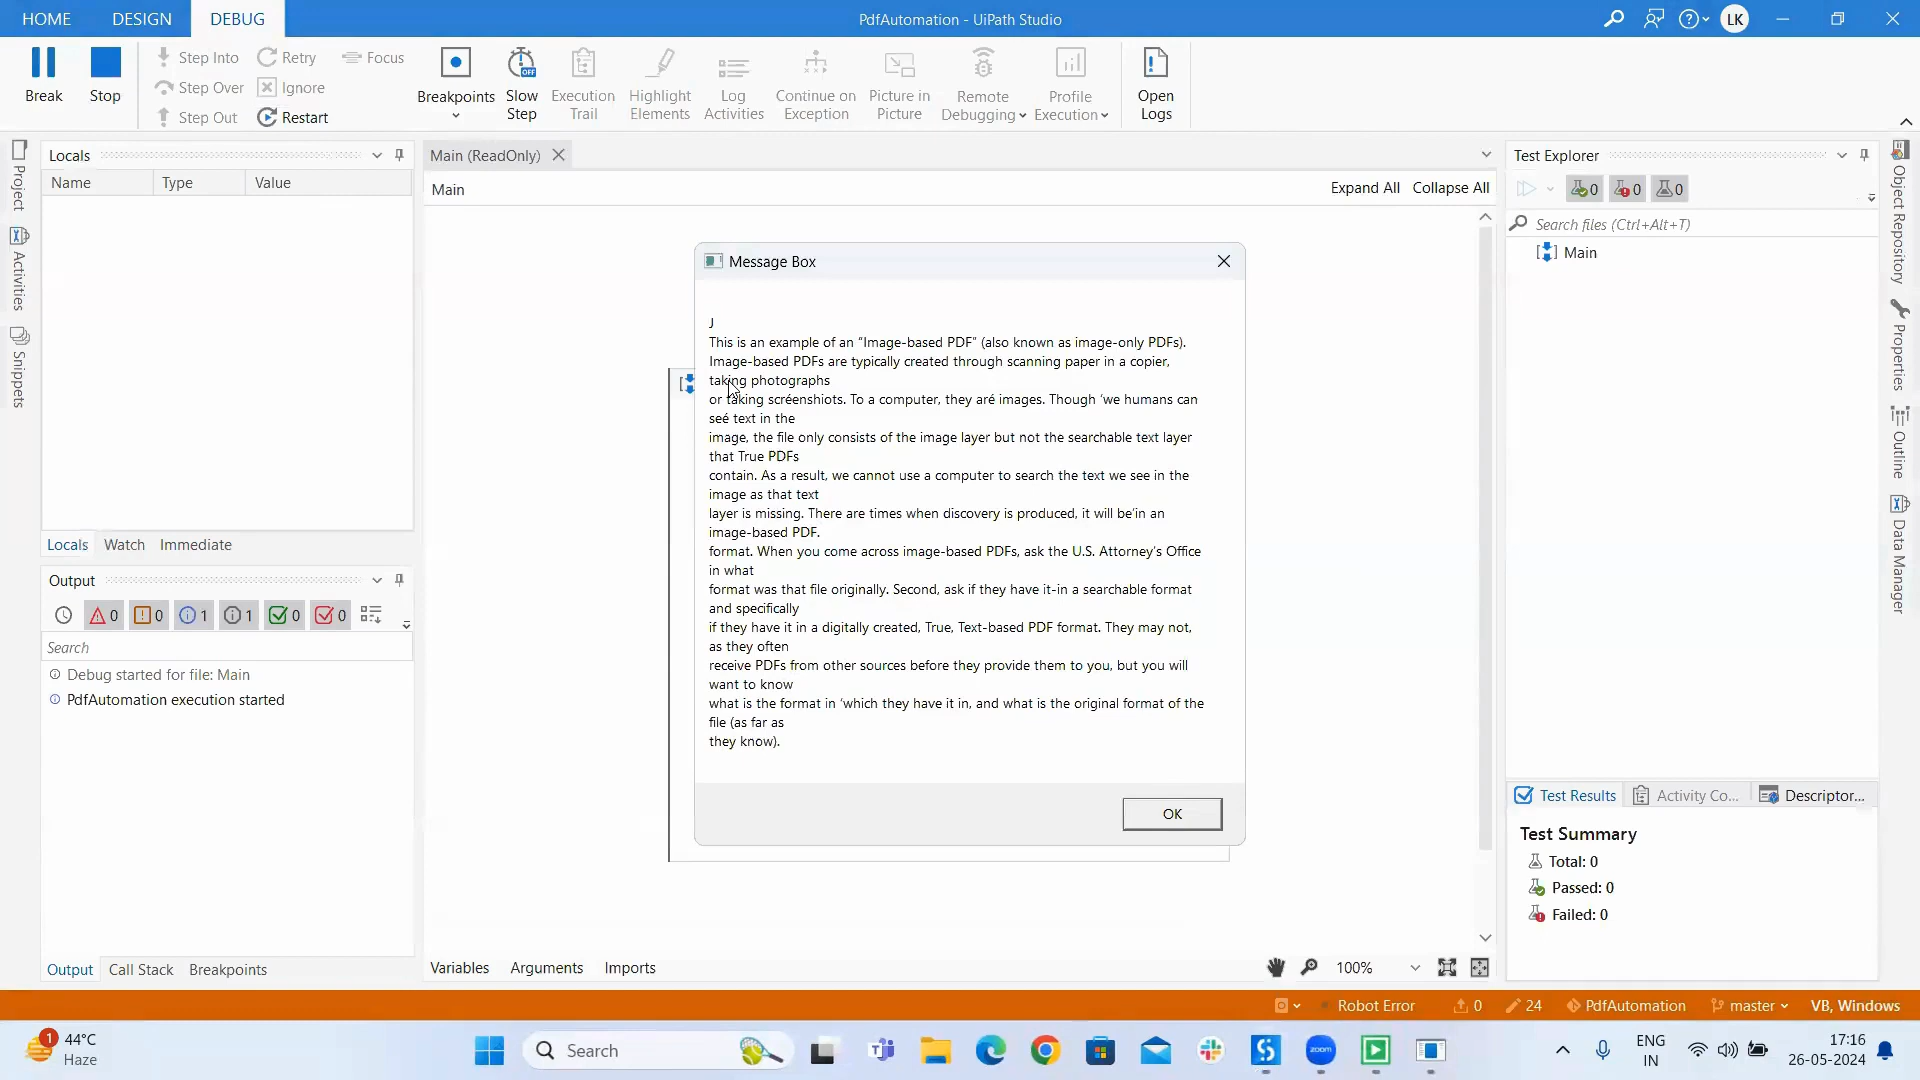 HOME DESIGN DEBUG PdfAutomation - UiPath Studio LK
Break Stop
Step Into Retry Focus
Step Over Ignore
Step Out Restart
Breakpoints
Slow Step OFF
Execution Trail
Highlight Elements
Log Activities
Continue on Exception
Picture in Picture
Remote Debugging
Profile Execution
Open Logs
Project
Activities
Snippets
Locals
Name Type Value
Locals Watch Immediate
Output
0 0 1 1 0 0
Search
Debug started for file: Main
PdfAutomation execution started
Output Call Stack Breakpoints
Main (ReadOnly)
Main Expand All Collapse All
Message Box
J
This is an example of an “Image-based PDF” (also known as image-only PDFs).
Image-based PDFs are typically created through scanning paper in a copier,
taking photographs
or taking scréenshiots. To a computer, they aré images. Though ‘we humans can
seé text in the
image, the file only consists of the image layer but not the searchable text layer
that True PDFs
contain. As a result, we cannot use a computer to search the text we see in the
image as that text
layer is missing. There are times when discovery is produced, it will be‘in an
image-based PDF.
format. When you come across image-based PDFs, ask the U.S. Attorney’s Office
in what
format was that file originally. Second, ask if they have it-in a searchable format
and specifically
if they have it in a digitally created, True, Text-based PDF format. They may not,
as they often
receive PDFs from other sources before they provide them to you, but you will
want to know
what is the format in ‘which they have it in, and what is the original format of the
file (as far as
they know).
OK
Variables Arguments Imports 100%
Test Explorer
0 0 0
Search files (Ctrl+Alt+T)
Main
Test Results Activity Co... Descriptor...
Test Summary
Total: 0
Passed: 0
Failed: 0
Object Repository
Properties
Outline
Data Manager
Robot Error 0 24 PdfAutomation master VB, Windows
1
44°C
Haze
Search
zoom
ENG
IN
17:16
26-05-2024